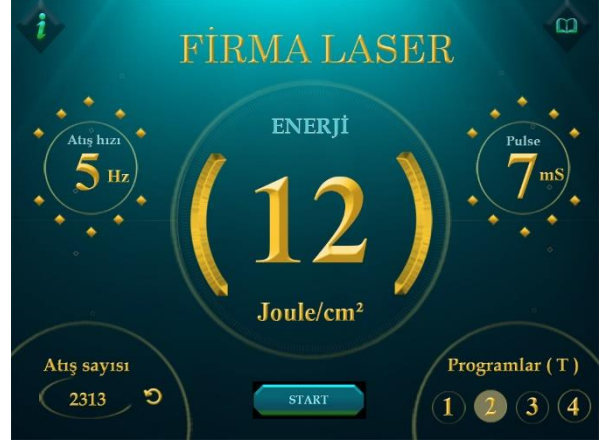 FİRMA LASER
ENERJİ
Atış hızı
5 Hz
(12)
Joule/cm²
Pulse
7 mS
Atış sayısı
2313
START
Programlar ( T )
1 2 3 4